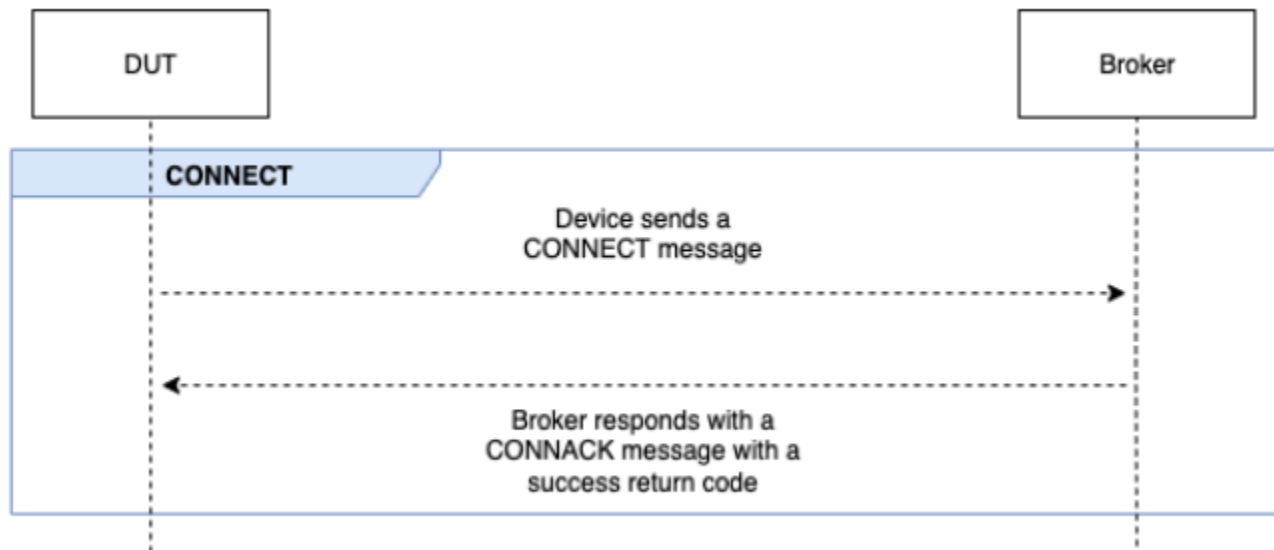 DUT
Broker
CONNECT
Device sends a
CONNECT message
Broker responds with a
CONNACK message with a
success return code